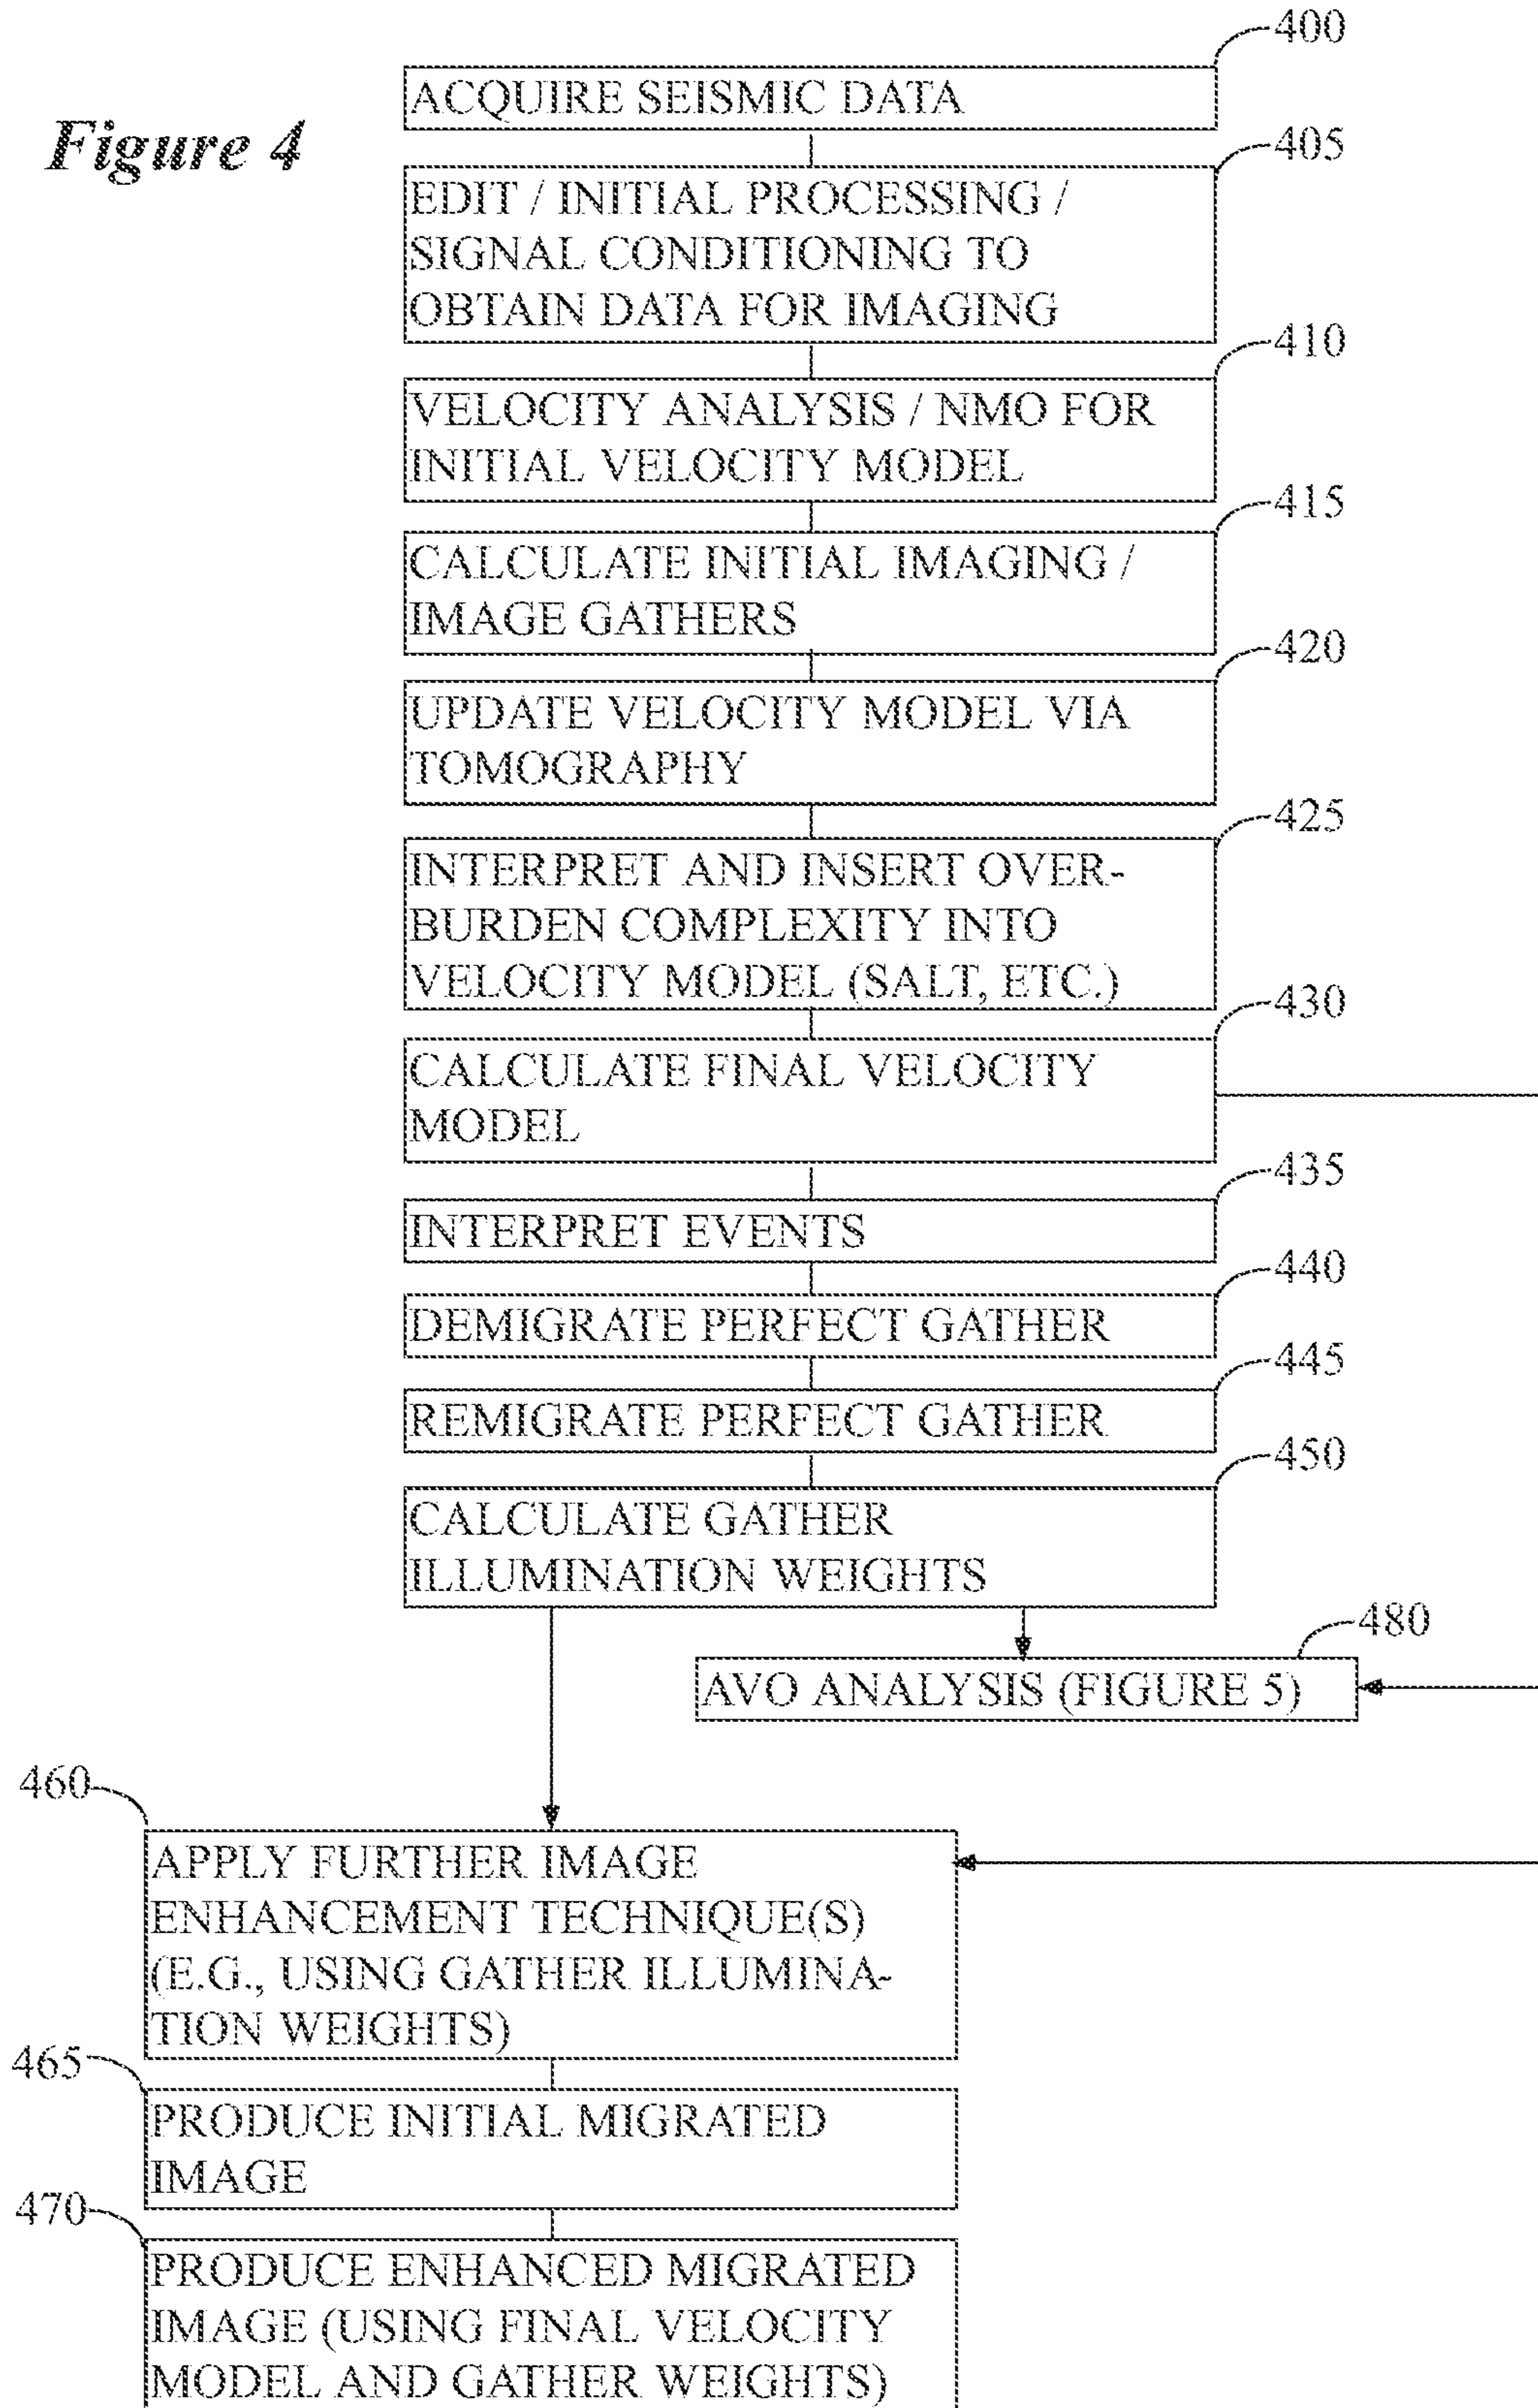 Figure 4
400
ACQUIRE SEISMIC DATA
405
EDIT / INITIAL PROCESSING /
SIGNAL CONDITIONING TO
OBTAIN DATA FOR IMAGING
410
VELOCITY ANALYSIS / NMO FOR
INITIAL VELOCITY MODEL
415
CALCULATE INITIAL IMAGING /
IMAGE GATHERS
420
UPDATE VELOCITY MODEL VIA
TOMOGRAPHY
425
INTERPRET AND INSERT OVER-
BURDEN COMPLEXITY INTO
VELOCITY MODEL (SALT, ETC.)
430
CALCULATE FINAL VELOCITY
MODEL
435
INTERPRET EVENTS
440
DEMIGRATE PERFECT GATHER
445
REMIGRATE PERFECT GATHER
450
CALCULATE GATHER
ILLUMINATION WEIGHTS
480
AVO ANALYSIS (FIGURE 5)
460
APPLY FURTHER IMAGE
ENHANCEMENT TECHNIQUE(S)
(E.G., USING GATHER ILLUMINA-
TION WEIGHTS)
465
PRODUCE INITIAL MIGRATED
IMAGE
470
PRODUCE ENHANCED MIGRATED
IMAGE (USING FINAL VELOCITY
MODEL AND GATHER WEIGHTS)